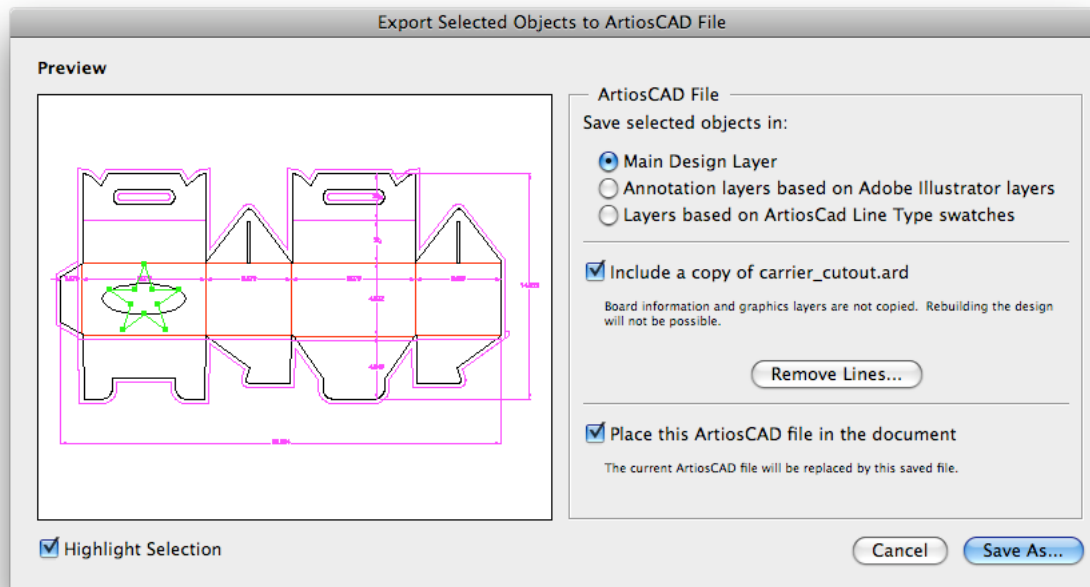 Export Selected Objects to ArtiosCAD File
Preview
ArtiosCAD File
Save selected objects in:
Main Design Layer
Annotation layers based on Adobe Illustrator layers
Layers based on ArtiosCad Line Type swatches
Include a copy of carrier_cutout.ard
Board information and graphics layers are not copied. Rebuilding the design
will not be possible.
Remove Lines...
Place this ArtiosCAD file in the document
The current ArtiosCAD file will be replaced by this saved file.
Highlight Selection
Cancel
Save As...